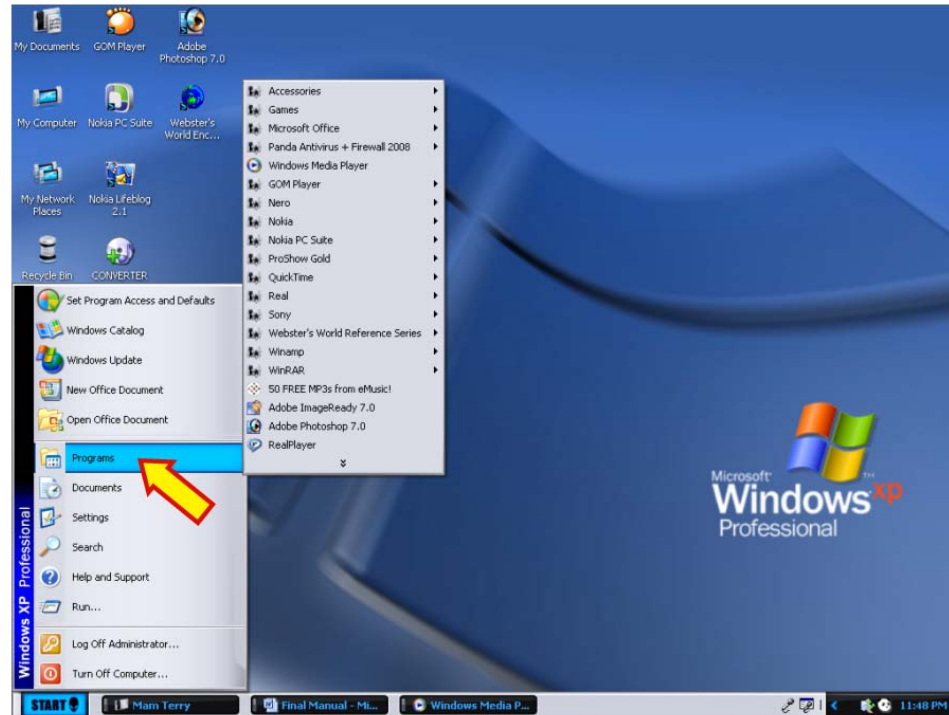 My Documents
GOM Player
Adobe
Photoshop 7.0
My Computer
Nokia PC Suite
Webster's
World Enc...
My Network
Places
Nokia Lifeblog
2.1
Recycle Bin
CONVERTER
Accessories
Games
Microsoft Office
Panda Antivirus + Firewall 2008
Windows Media Player
GOM Player
Nero
Nokia
Nokia PC Suite
ProShow Gold
QuickTime
Real
Sony
Webster's World Reference Series
Winamp
WinRAR
50 FREE MP3s from eMusic!
Adobe ImageReady 7.0
Adobe Photoshop 7.0
RealPlayer
Set Program Access and Defaults
Windows Catalog
Windows Update
New Office Document
Open Office Document
Programs
Documents
Settings
Search
Help and Support
Run...
Log Off Administrator...
Turn Off Computer...
Windows XP Professional
Microsoft
Windows xp
Professional
START
Mam Terry
Final Manual - Mi...
Windows Media P...
11:48 PM